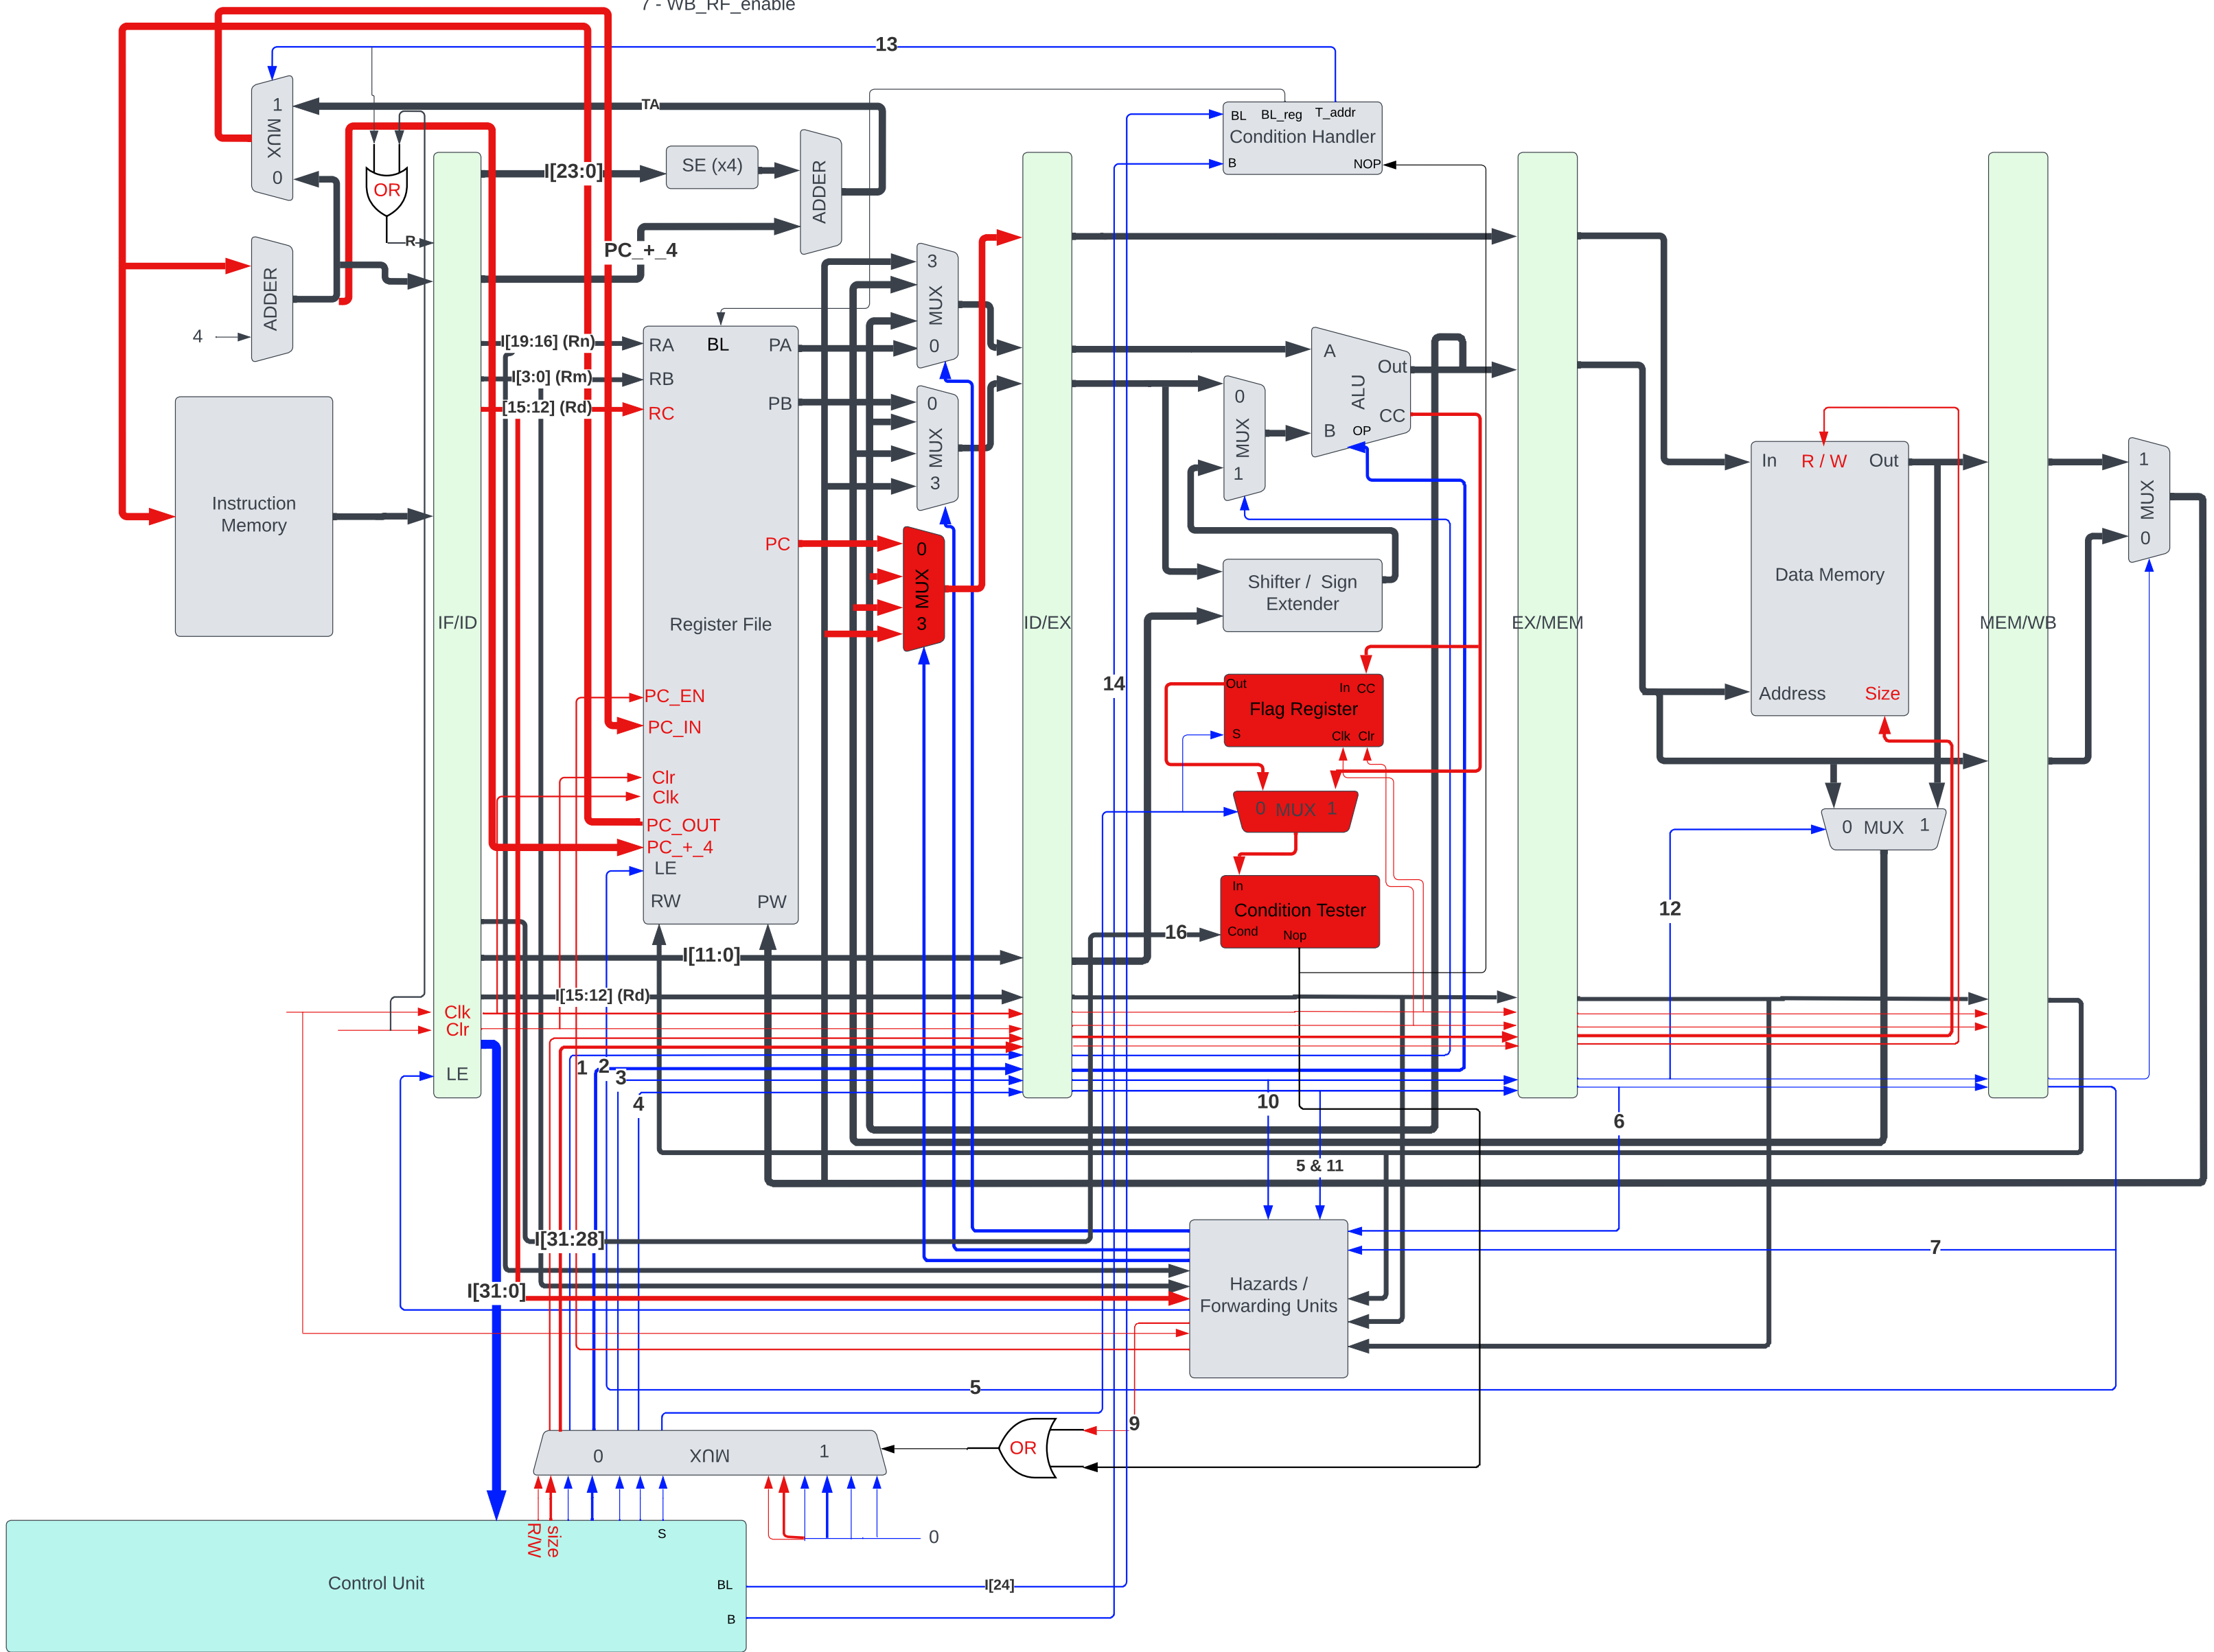 7 - WB_RF_enable
13
1
MUX
0
TA
OR
R
ADDER
4
I[23:0]
SE (x4)
ADDER
PC_+_4
BL
BL_reg
T_addr
Condition Handler
B
NOP
Instruction
Memory
IF/ID
Clk
Clr
LE
I[19:16] (Rn)
I[3:0] (Rm)
[15:12] (Rd)
RA
BL
PA
RB
RC
PB
PC
Register File
PC_EN
PC_IN
Clr
Clk
PC_OUT
PC_+_4
LE
RW
PW
3
MUX
0
0
MUX
3
0
MUX
3
ID/EX
0
MUX
1
A
Out
ALU
CC
B
OP
Shifter / Sign
Extender
14
Out
In
CC
Flag Register
S
Clk
Clr
0 MUX 1
In
Condition Tester
Cond
Nop
16
EX/MEM
In
R / W
Out
Data Memory
Address
Size
0 MUX 1
12
MEM/WB
1
MUX
0
I[11:0]
I[15:12] (Rd)
1
2
3
4
10
5 & 11
6
I[31:28]
I[31:0]
7
Hazards /
Forwarding Units
5
9
OR
0
MUX
1
R/W
size
S
0
Control Unit
BL
I[24]
B